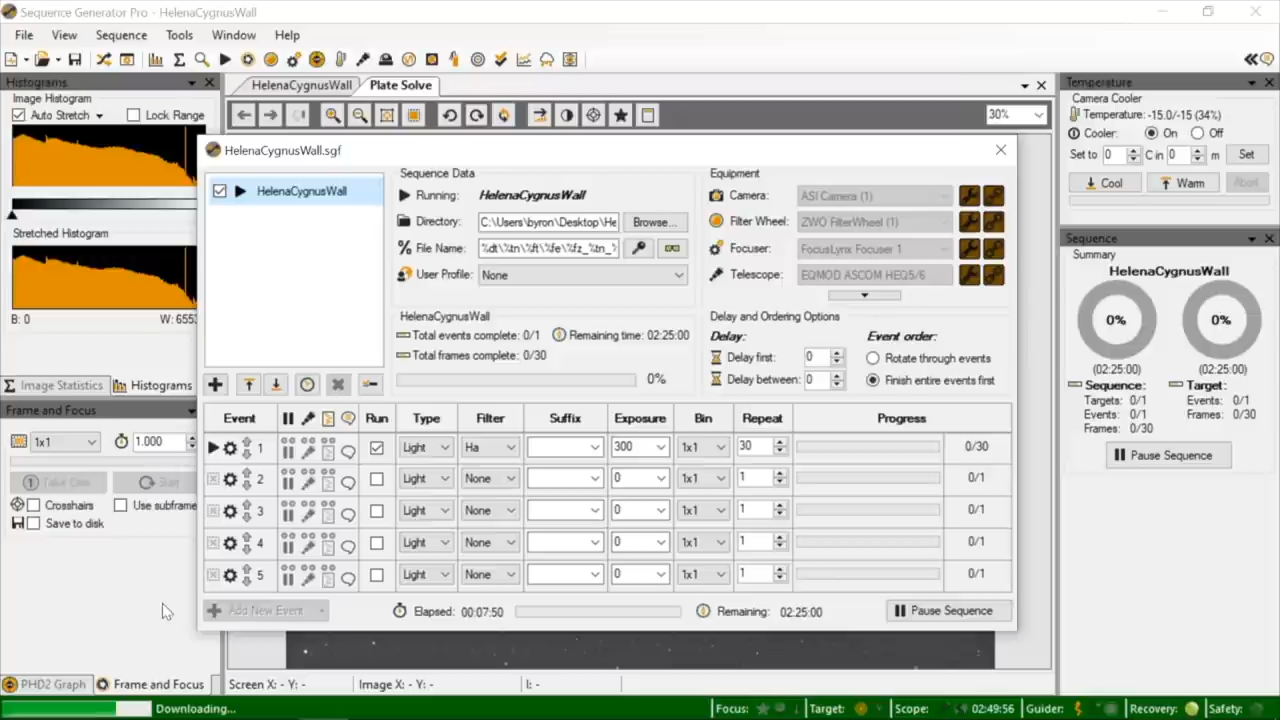 Sequence Generator Pro - HelenaCygnusWall
File View Sequence Tools Window Help
Histograms
Image Histogram
Auto Stretch Lock Range
Stretched Histogram
B: 0 W: 6553
Image Statistics Histograms
Frame and Focus
1x1 1.000
Take One Start
Crosshairs Use subframe
Save to disk
PHD2 Graph Frame and Focus
HelenaCygnusWall Plate Solve
30%
HelenaCygnusWall.sgf
HelenaCygnusWall
Sequence Data
Running: HelenaCygnusWall
Directory: C:\Users\byron\Desktop\He Browse...
File Name: %dt\%tn\%ft\%fe\%fz_%tn_%
User Profile: None
Equipment
Camera: ASI Camera (1)
Filter Wheel: ZWO FilterWheel (1)
Focuser: FocusLynx Focuser 1
Telescope: EQMOD ASCOM HEQ5/6
HelenaCygnusWall
Total events complete: 0/1 Remaining time: 02:25:00
Total frames complete: 0/30
0%
Delay and Ordering Options
Delay: Event order:
Delay first: 0 Rotate through events
Delay between: 0 Finish entire events first
Event Run Type Filter Suffix Exposure Bin Repeat Progress
1 Light Ha 300 1x1 30 0/30
2 Light None 0 1x1 1 0/1
3 Light None 0 1x1 1 0/1
4 Light None 0 1x1 1 0/1
5 Light None 0 1x1 1 0/1
Add New Event Elapsed: 00:07:50 Remaining: 02:25:00 Pause Sequence
Screen X: - Y: - Image X: - Y: - I: -
Temperature
Camera Cooler
Temperature: -15.0/-15 (34%)
Cooler: On Off
Set to 0 C in 0 m Set
Cool Warm Abort
Sequence
Summary
HelenaCygnusWall
0% 0%
(02:25:00) (02:25:00)
Sequence: Target:
Targets: 0/1 Events: 0/1
Events: 0/1 Frames: 0/30
Frames: 0/30
Pause Sequence
Downloading... Focus: Target: Scope: 02:49:56 Guider: Recovery: Safety: